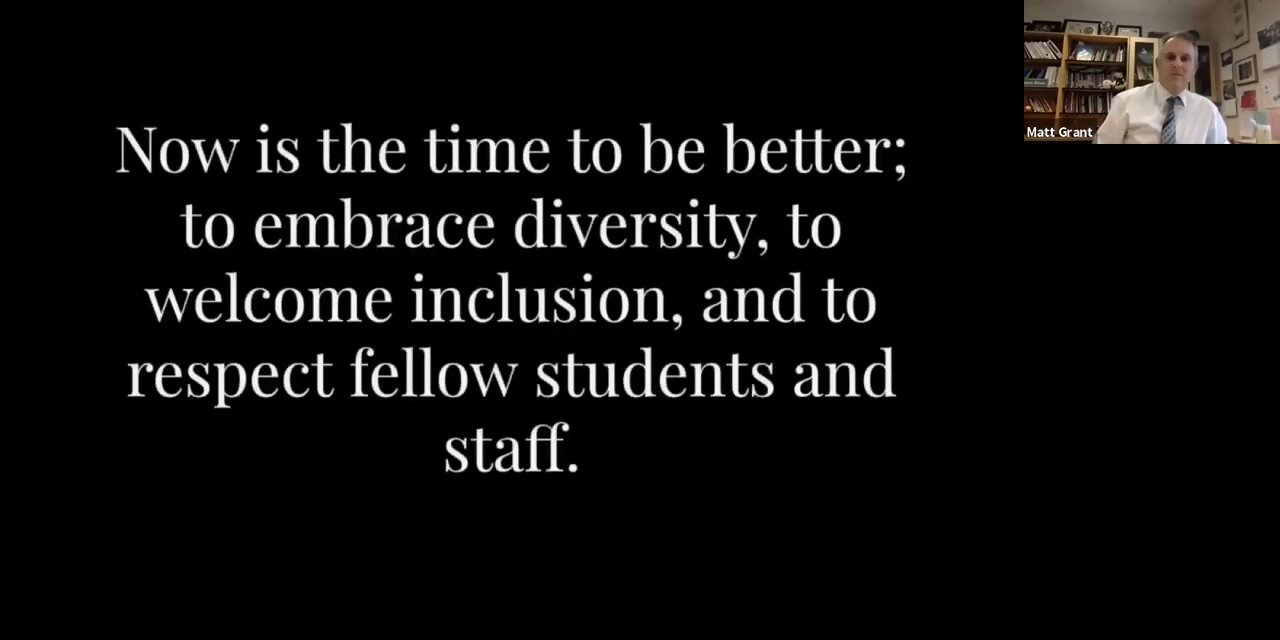 Now is the time to be better;
to embrace diversity, to
welcome inclusion, and to
respect fellow students and
staff.
Matt Grant